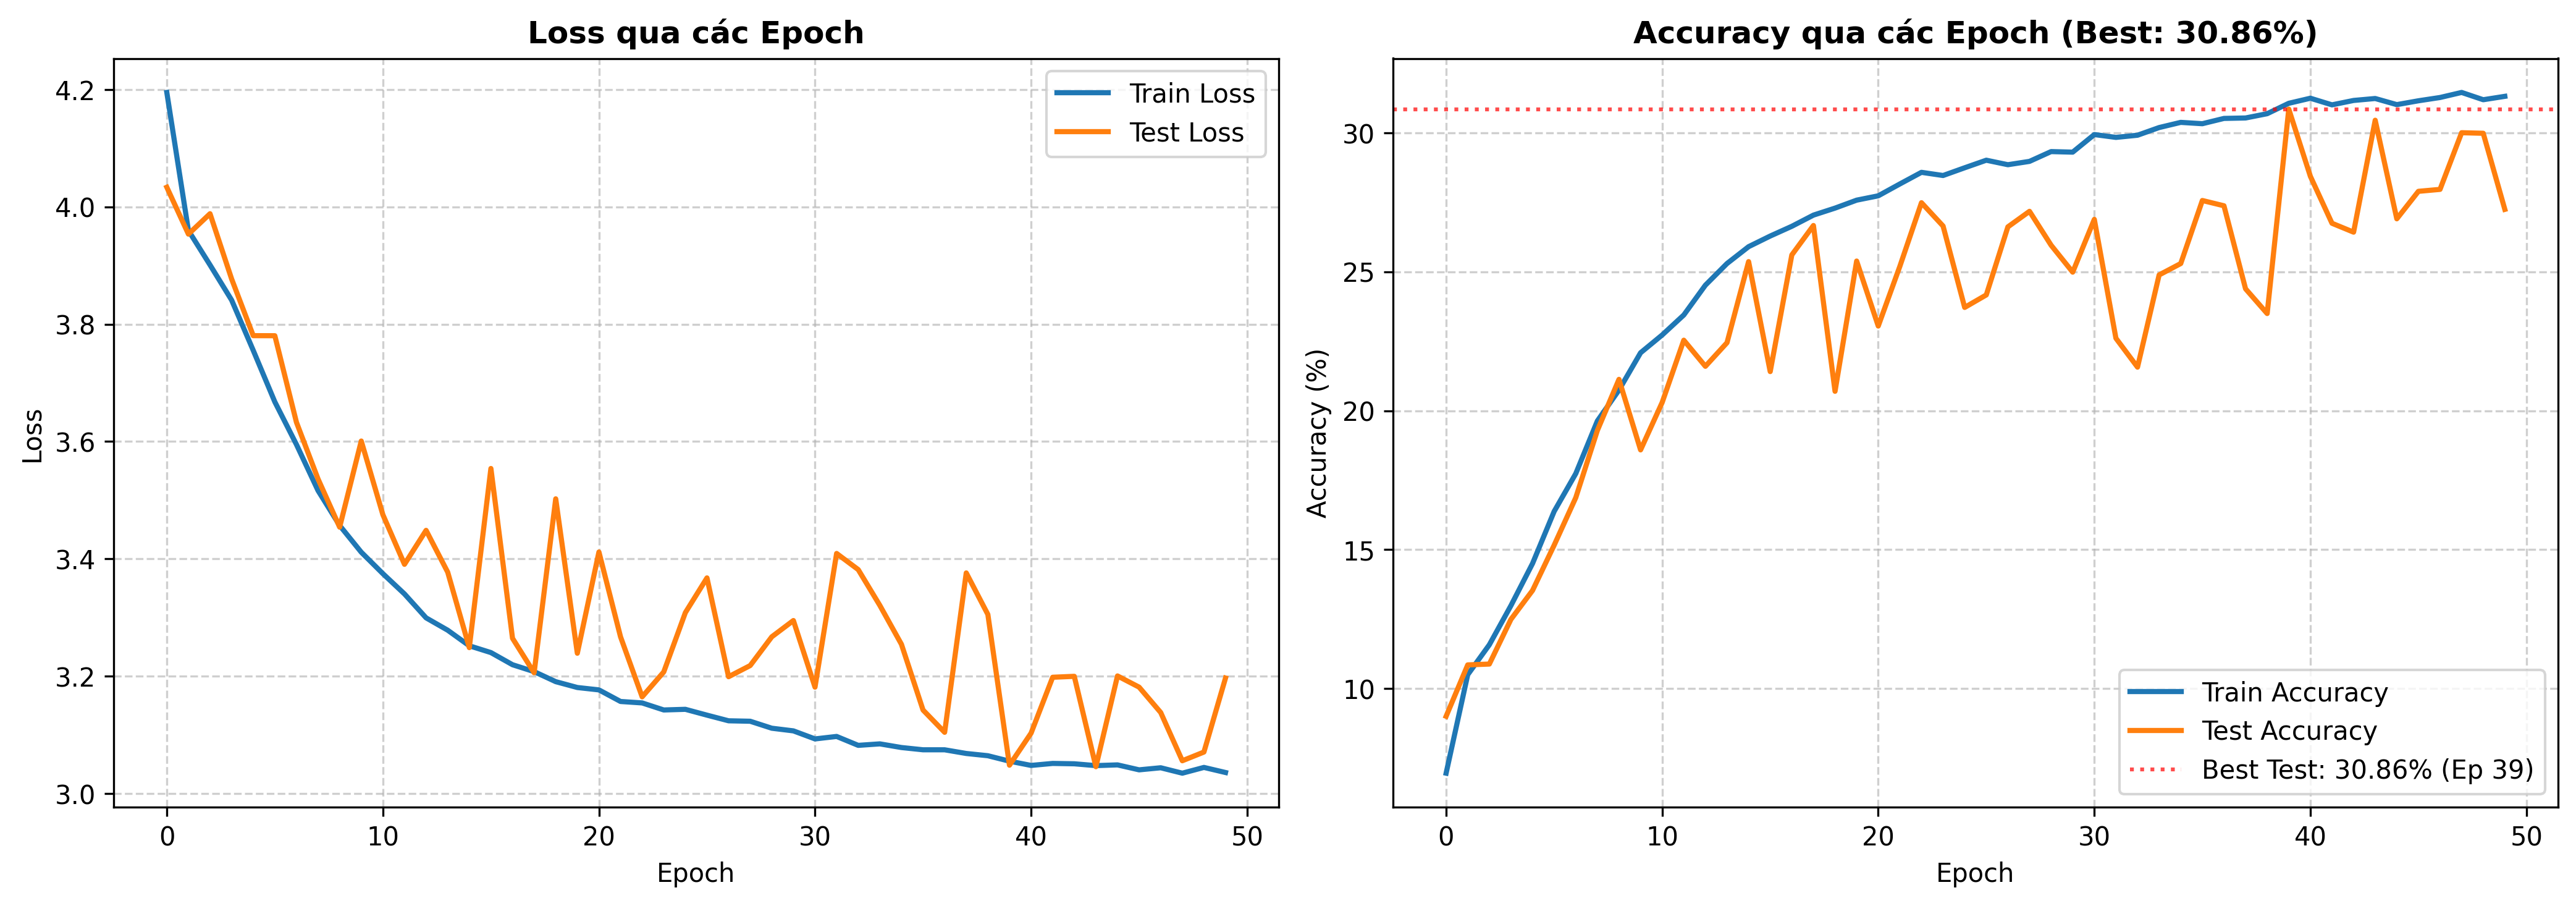 Loss qua các Epoch
4.2
4.0
3.8
3.6
3.4
3.2
3.0
Loss
0 10 20 30 40 50
Epoch
Train Loss
Test Loss
Accuracy qua các Epoch (Best: 30.86%)
30
25
20
15
10
Accuracy (%)
0 10 20 30 40 50
Epoch
Train Accuracy
Test Accuracy
Best Test: 30.86% (Ep 39)